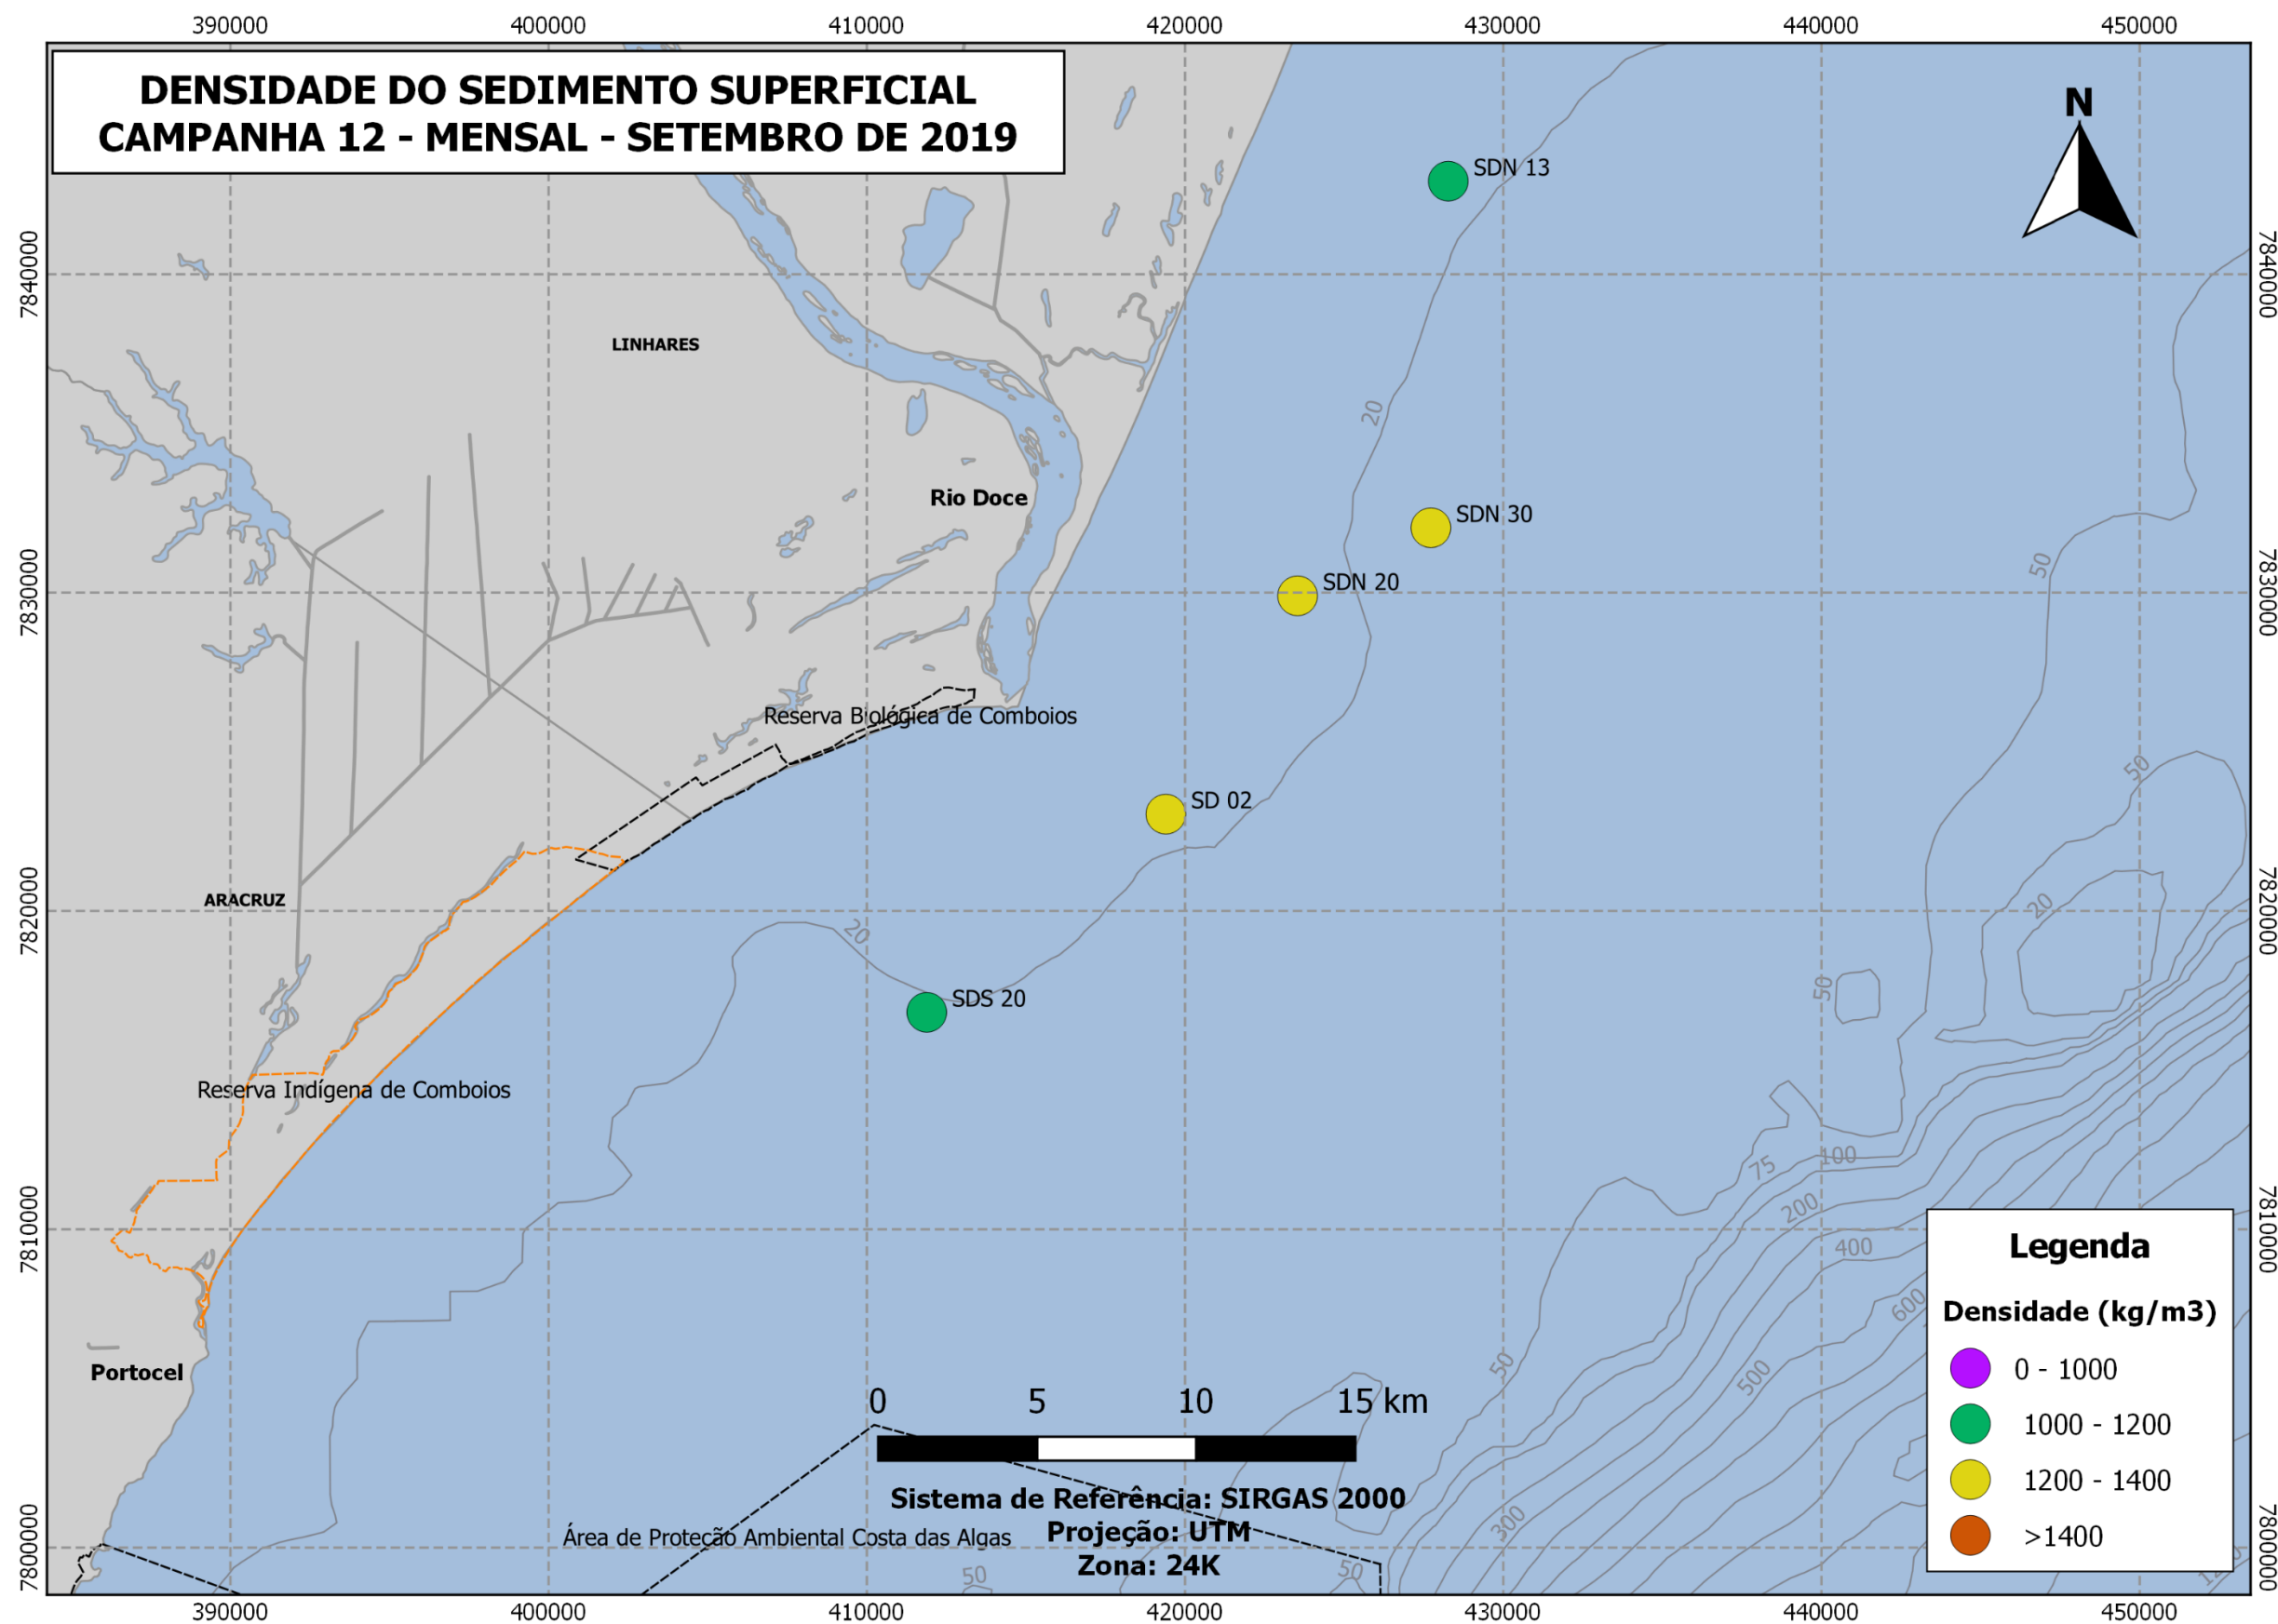 390000 400000 410000 420000 430000 440000 450000
DENSIDADE DO SEDIMENTO SUPERFICIAL
CAMPANHA 12 - MENSAL - SETEMBRO DE 2019
N
SDN 13
7840000
7840000
LINHARES
20
Rio Doce
SDN 30
50
SDN 20
7830000
7830000
Reserva Biológica de Comboios
50
SD 02
ARACRUZ
20
20
7820000
7820000
50
SDS 20
Reserva Indígena de Comboios
75
100
200
400
7810000
7810000
600
50
500
300
Portocel
0 5 10 15 km
Sistema de Referência: SIRGAS 2000
Projeção: UTM
Zona: 24K
Área de Proteção Ambiental Costa das Algas
50
50
7800000
7800000
Legenda
Densidade (kg/m3)
0 - 1000
1000 - 1200
1200 - 1400
>1400
390000 400000 410000 420000 430000 440000 450000